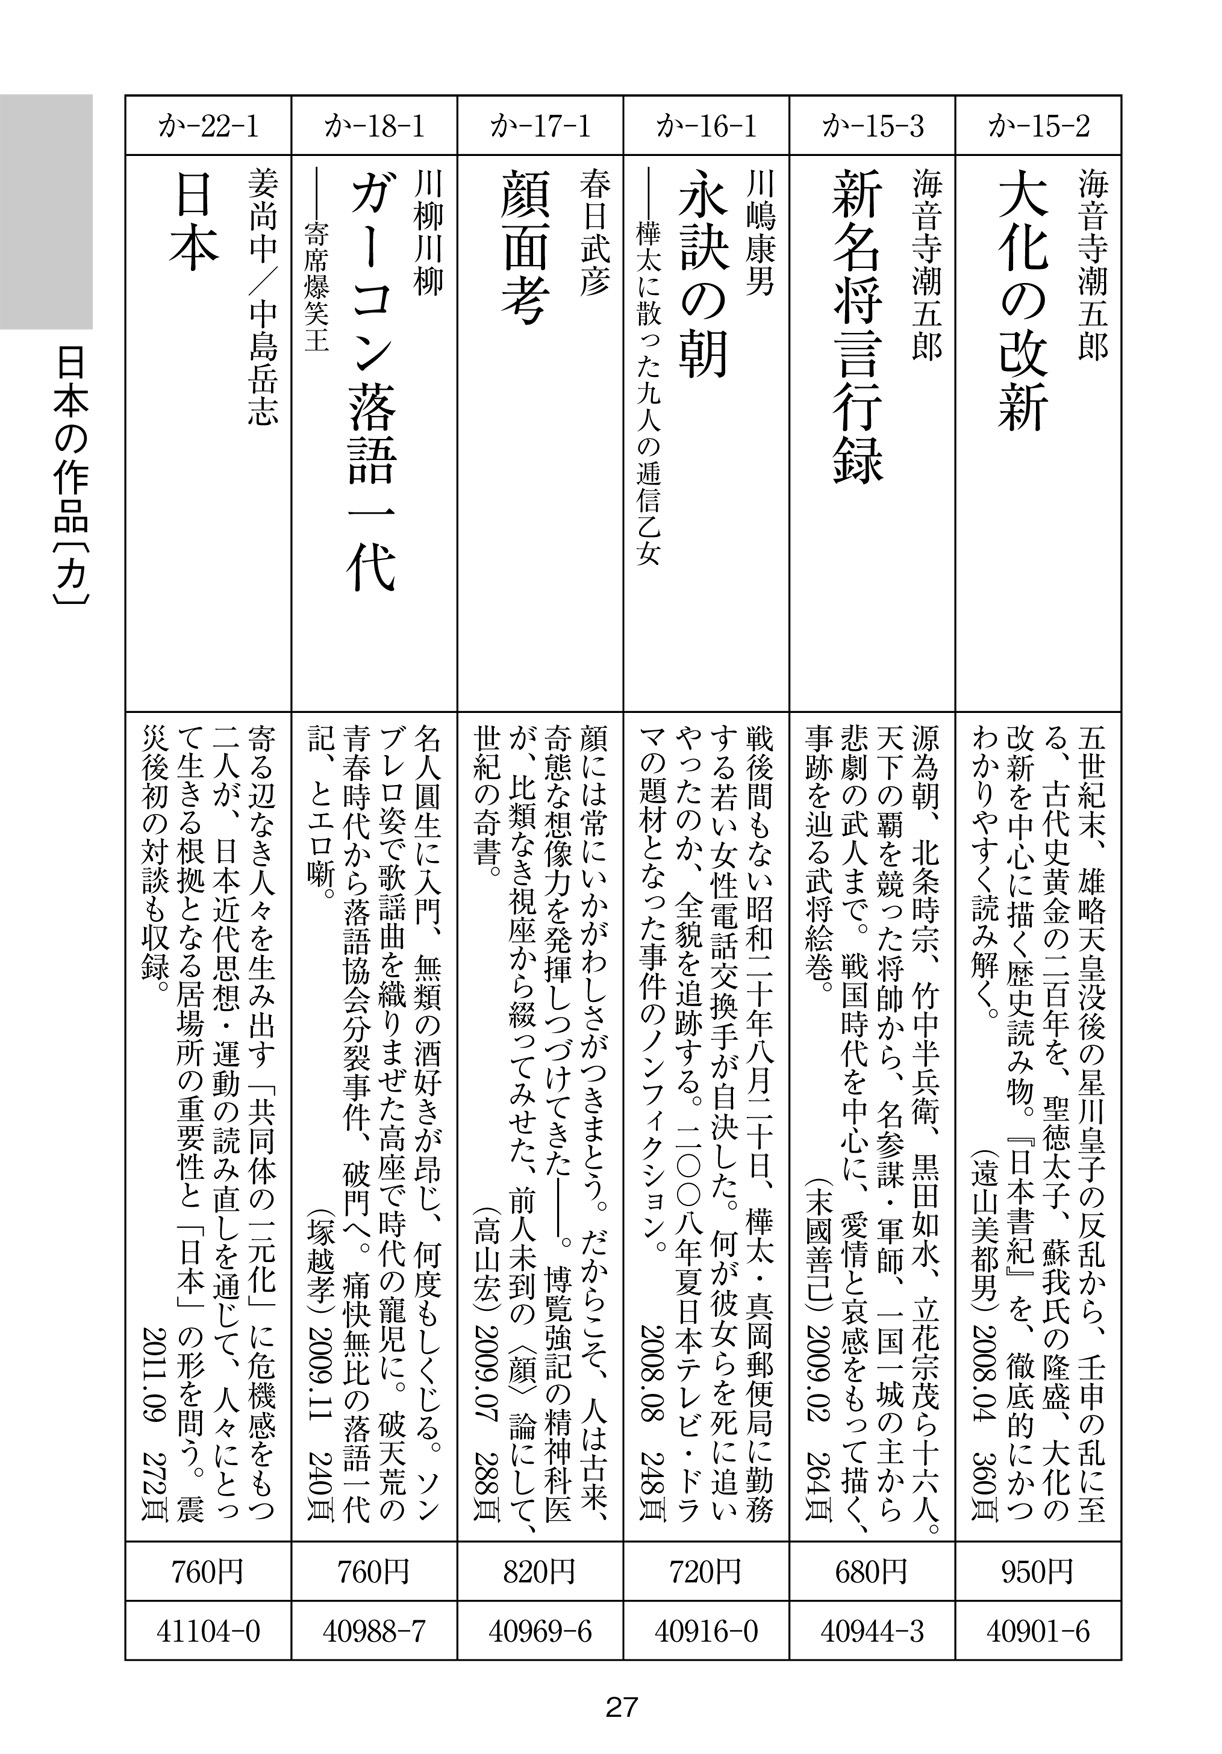 か-15-2
海音寺潮五郎
大化の改新
五世紀末、雄略天皇没後の星川皇子の反乱から、壬申の乱に至
る、古代史黄金の二百年を、聖徳太子、蘇我氏の隆盛、大化の
改新を中心に描く歴史読み物。『日本書紀』を、徹底的にかつ
わかりやすく読み解く。（遠山美都男）2008.04 360頁
950円
40901-6
か-15-3
海音寺潮五郎
新名将言行録
源為朝、北条時宗、竹中半兵衛、黒田如水、立花宗茂ら十六人。
天下の覇を競った将帥から、名参謀・軍師、一国一城の主から
悲劇の武人まで。戦国時代を中心に、愛情と哀感をもって描く、
事跡を辿る武将絵巻。（末國善己）2009.02 264頁
680円
40944-3
か-16-1
川嶋康男
永訣の朝
――樺太に散った九人の逓信乙女
戦後間もない昭和二十年八月二十日、樺太・真岡郵便局に勤務
する若い女性電話交換手が自決した。何が彼女らを死に追い
やったのか、全貌を追跡する。二〇〇八年夏日本テレビ・ドラ
マの題材となった事件のノンフィクション。2008.08 248頁
720円
40916-0
か-17-1
春日武彦
顔面考
顔には常にいかがわしさがつきまとう。だからこそ、人は古来、
奇態な想像力を発揮しつづけてきた――。博覧強記の精神科医
が、比類なき視座から綴ってみせた、前人未到の〈顔〉論にして、
世紀の奇書。（高山宏）2009.07 288頁
820円
40969-6
か-18-1
川柳川柳
ガーコン落語一代
――寄席爆笑王
名人圓生に入門、無類の酒好きが昂じ、何度もしくじる。ソン
ブレロ姿で歌謡曲を織りまぜた高座で時代の寵児に。破天荒の
青春時代から落語協会分裂事件、破門へ。痛快無比の落語一代
記、とエロ噺。（塚越孝）2009.11 240頁
760円
40988-7
か-22-1
姜尚中／中島岳志
日本
寄る辺なき人々を生み出す「共同体の一元化」に危機感をもつ
二人が、日本近代思想・運動の読み直しを通じて、人々にとっ
て生きる根拠となる居場所の重要性と「日本」の形を問う。震
災後初の対談も収録。2011.09 272頁
760円
41104-0
日本の作品〔カ〕
27